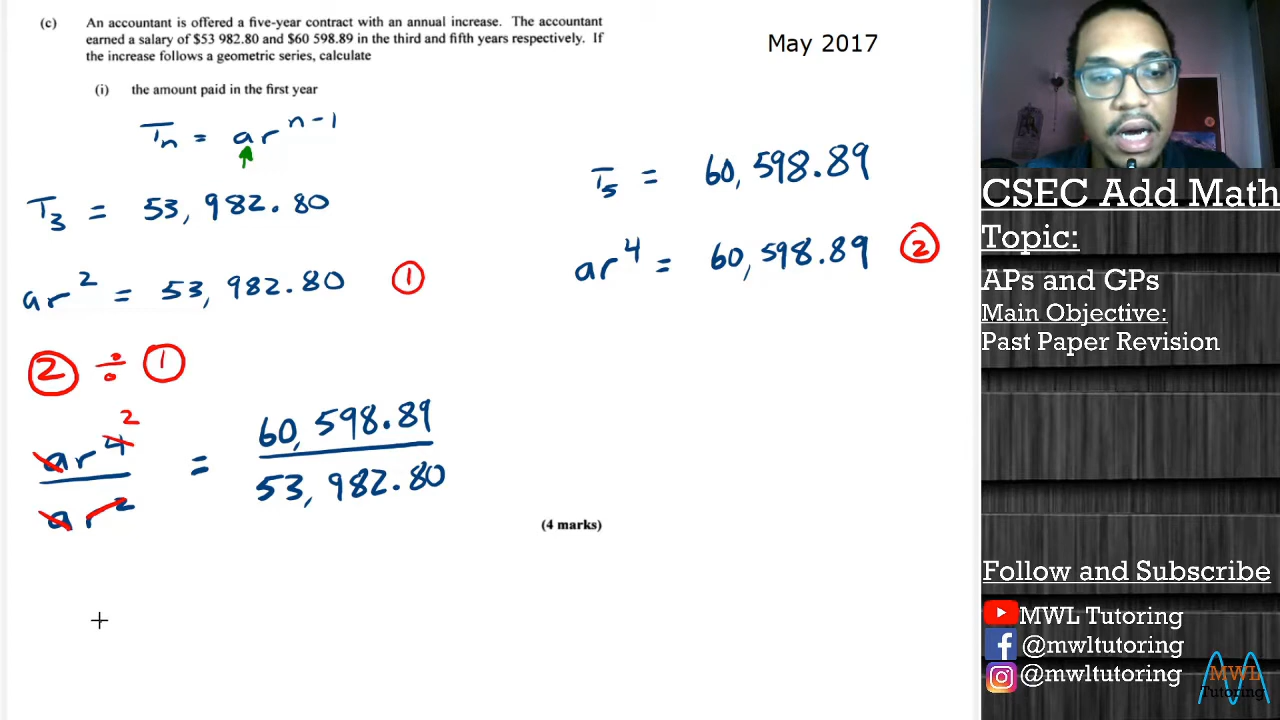 (c) An accountant is offered a five-year contract with an annual increase. The accountant
earned a salary of $53 982.80 and $60 598.89 in the third and fifth years respectively. If
the increase follows a geometric series, calculate
May 2017
(i) the amount paid in the first year
Tn = ar^n-1
T3 = 53,982.80
ar^2 = 53,982.80 ①
T5 = 60,598.89
ar^4 = 60,598.89 ②
② ÷ ①
2
ar^4 = 60,598.89
ar^2 53,982.80
(4 marks)
CSEC Add Math
Topic:
APs and GPs
Main Objective:
Past Paper Revision
Follow and Subscribe
MWL Tutoring
@mwltutoring
@mwltutoring
MWL
Tutoring